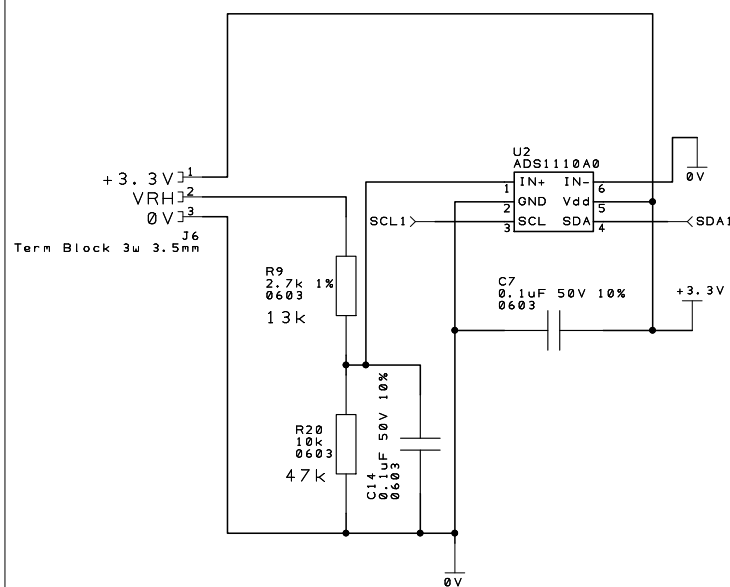 U2
ADS1110A0
IN+ IN-
1 6
GND Vdd
2 5
SCL SDA
3 4
SCL1
SDA1
0V
+3.3V 1
VRH 2
0V 3
J6
Term Block 3w 3.5mm
R9
2.7k 1%
0603
13k
C7
0.1uF 50V 10%
0603
+3.3V
R20
10k
0603
47k
C14
0.1uF 50V 10%
0603
0V